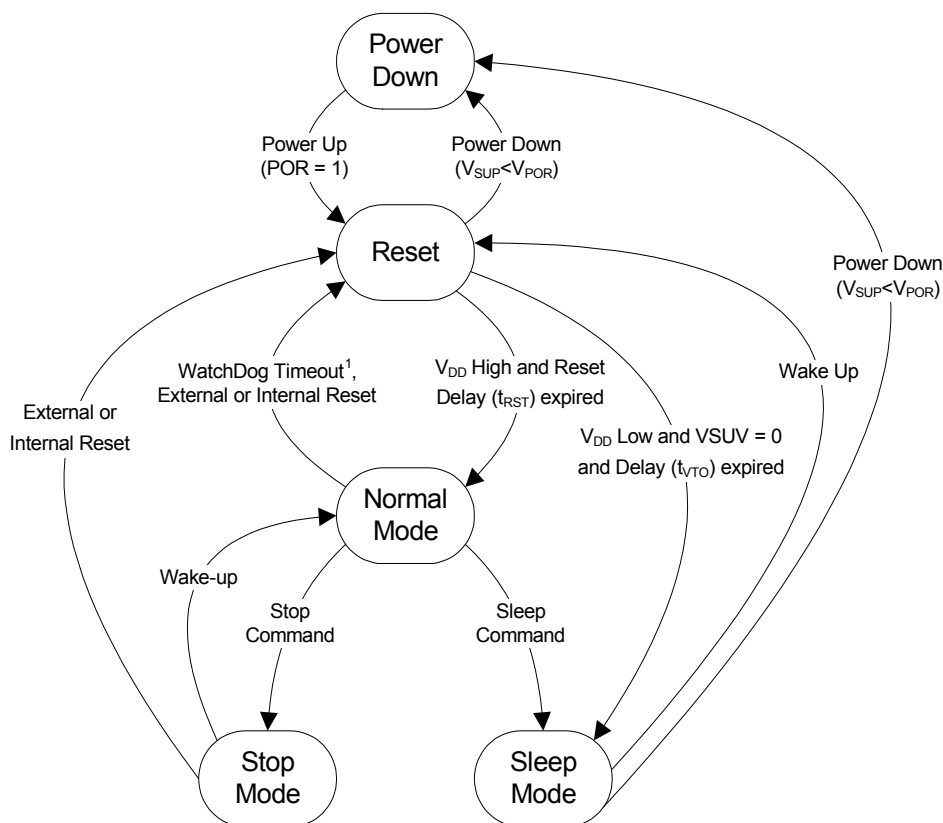 Power
Down
Power Up
(POR = 1)
Power Down
(VSUP<VPOR)
Reset
Power Down
(VSUP<VPOR)
WatchDog Timeout1,
External or Internal Reset
VDD High and Reset
Delay (tRST) expired
Wake Up
External or
Internal Reset
VDD Low and VSUV = 0
and Delay (tVTO) expired
Normal
Mode
Wake-up
Stop
Command
Sleep
Command
Stop
Mode
Sleep
Mode